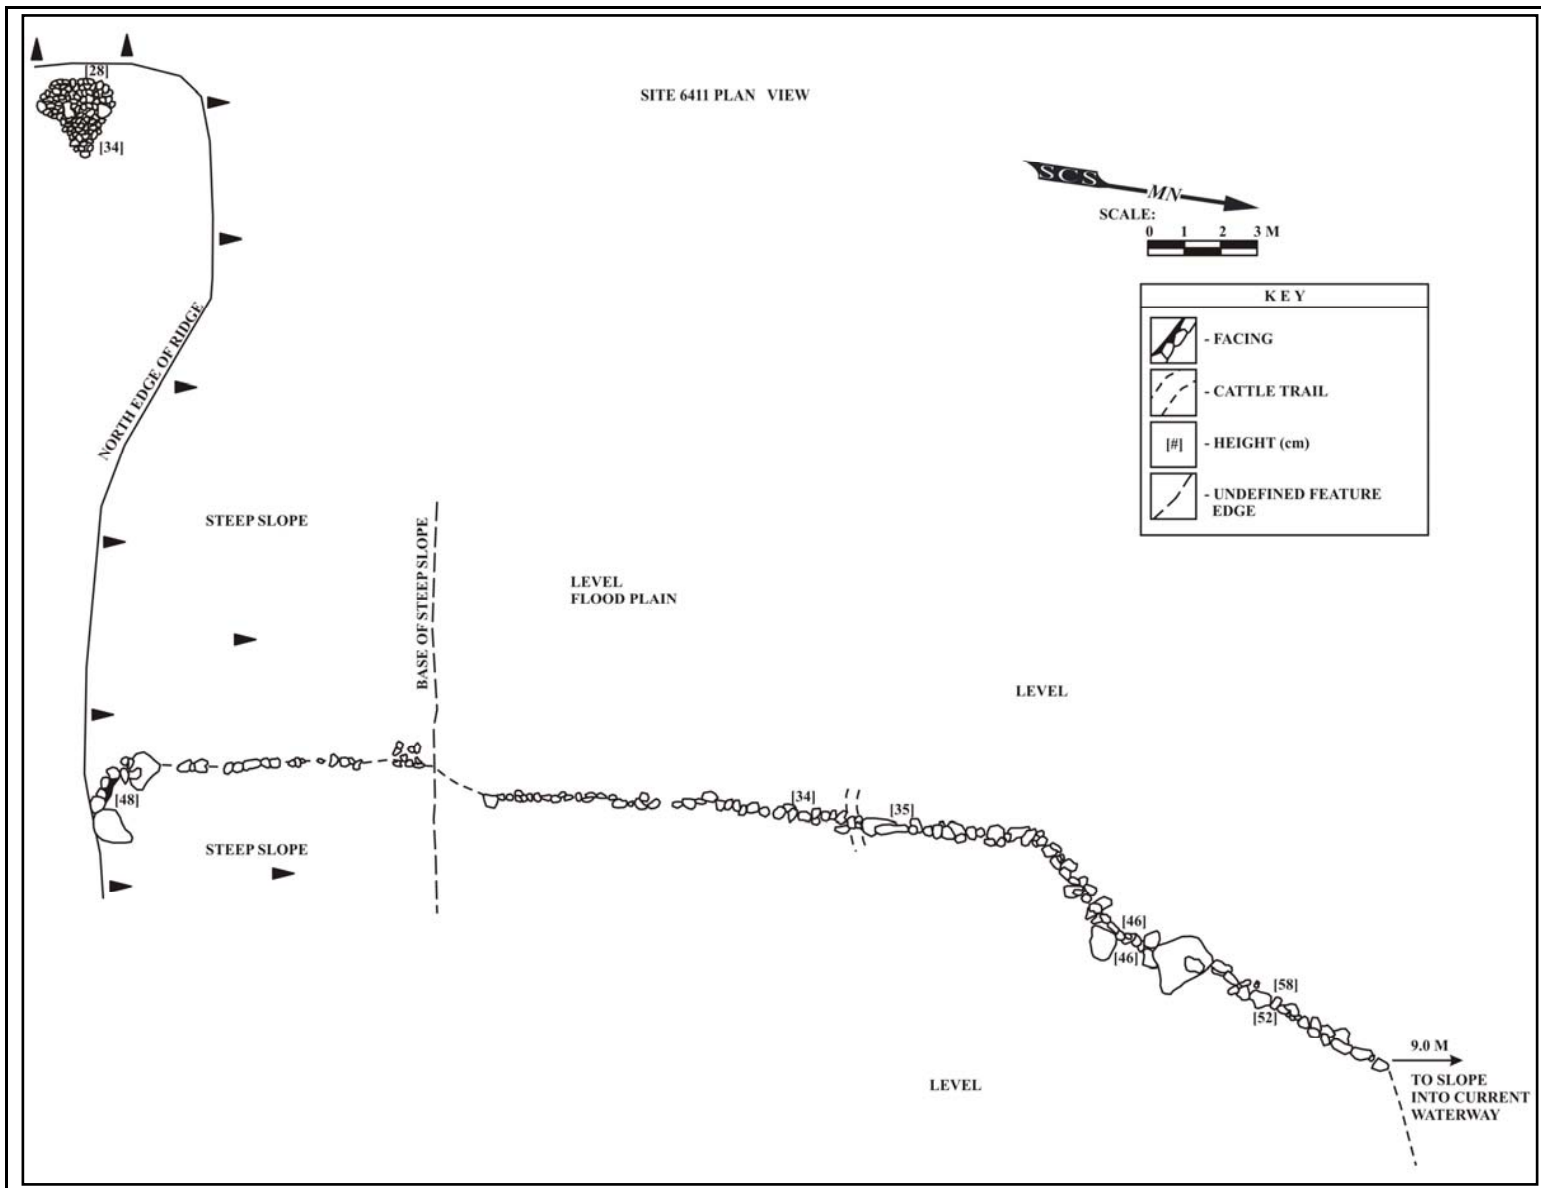 [28]
SITE 6411 PLAN VIEW
[34]
SCS
MN
SCALE:
0 1 2 3 M
KEY
- FACING
- CATTLE TRAIL
[#] - HEIGHT (cm)
- UNDEFINED FEATURE
EDGE
NORTH EDGE OF RIDGE
STEEP SLOPE
BASE OF STEEP SLOPE
LEVEL
FLOOD PLAIN
LEVEL
[48]
[34]
[35]
STEEP SLOPE
[46]
[46]
[58]
[52]
9.0 M
TO SLOPE
INTO CURRENT
WATERWAY
LEVEL